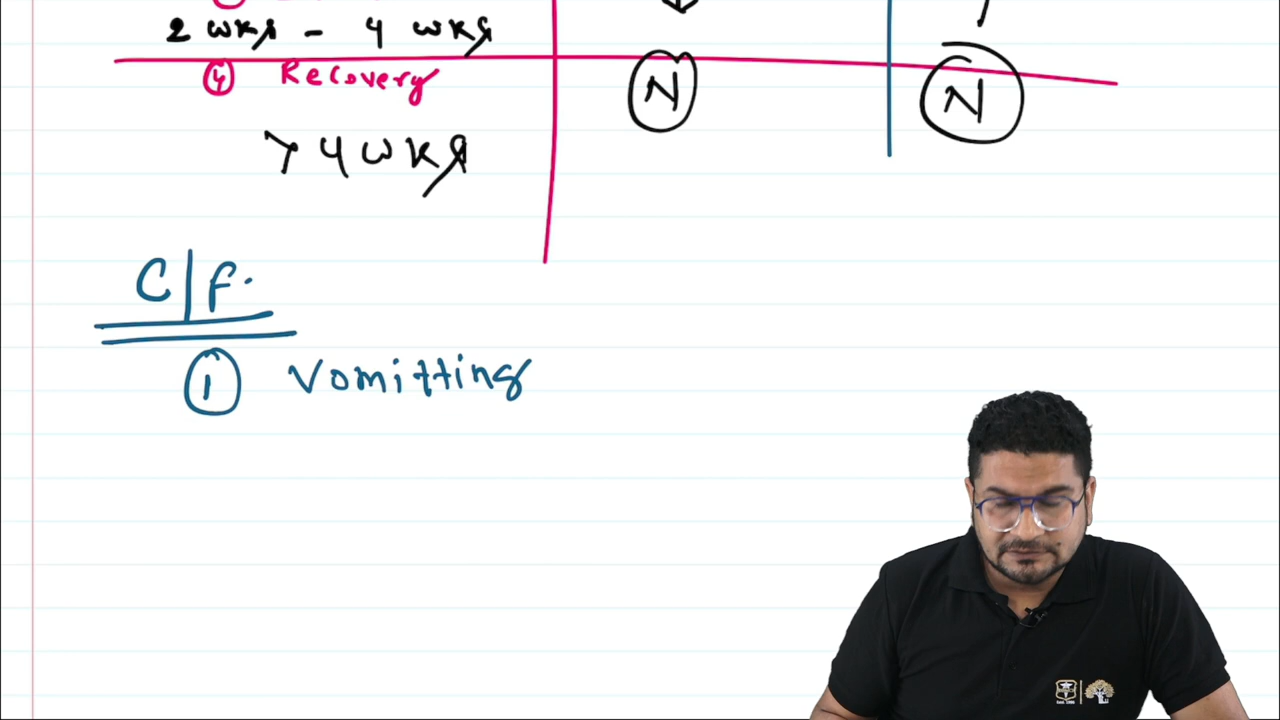 2 wks - 4 wks
④ Recovery
N
N
> 4 wks
C/F.
① Vomitting